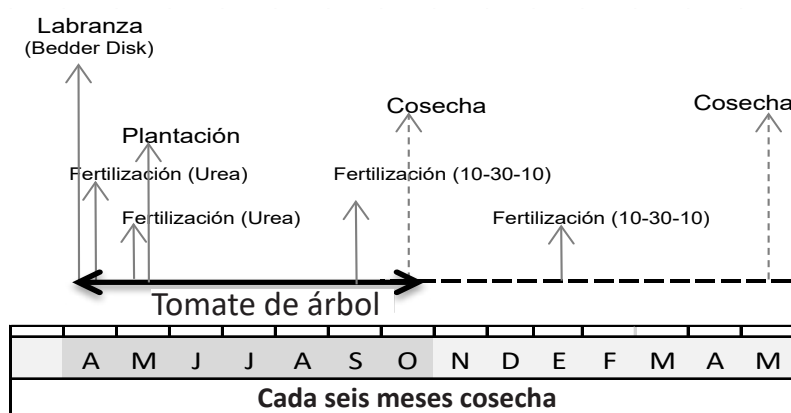 Labranza
(Bedder Disk)
Cosecha
Cosecha
Plantación
Fertilización (Urea)
Fertilización (10-30-10)
Fertilización (Urea)
Fertilización (10-30-10)
Tomate de árbol
A M J J A S O N D E F M A M
Cada seis meses cosecha